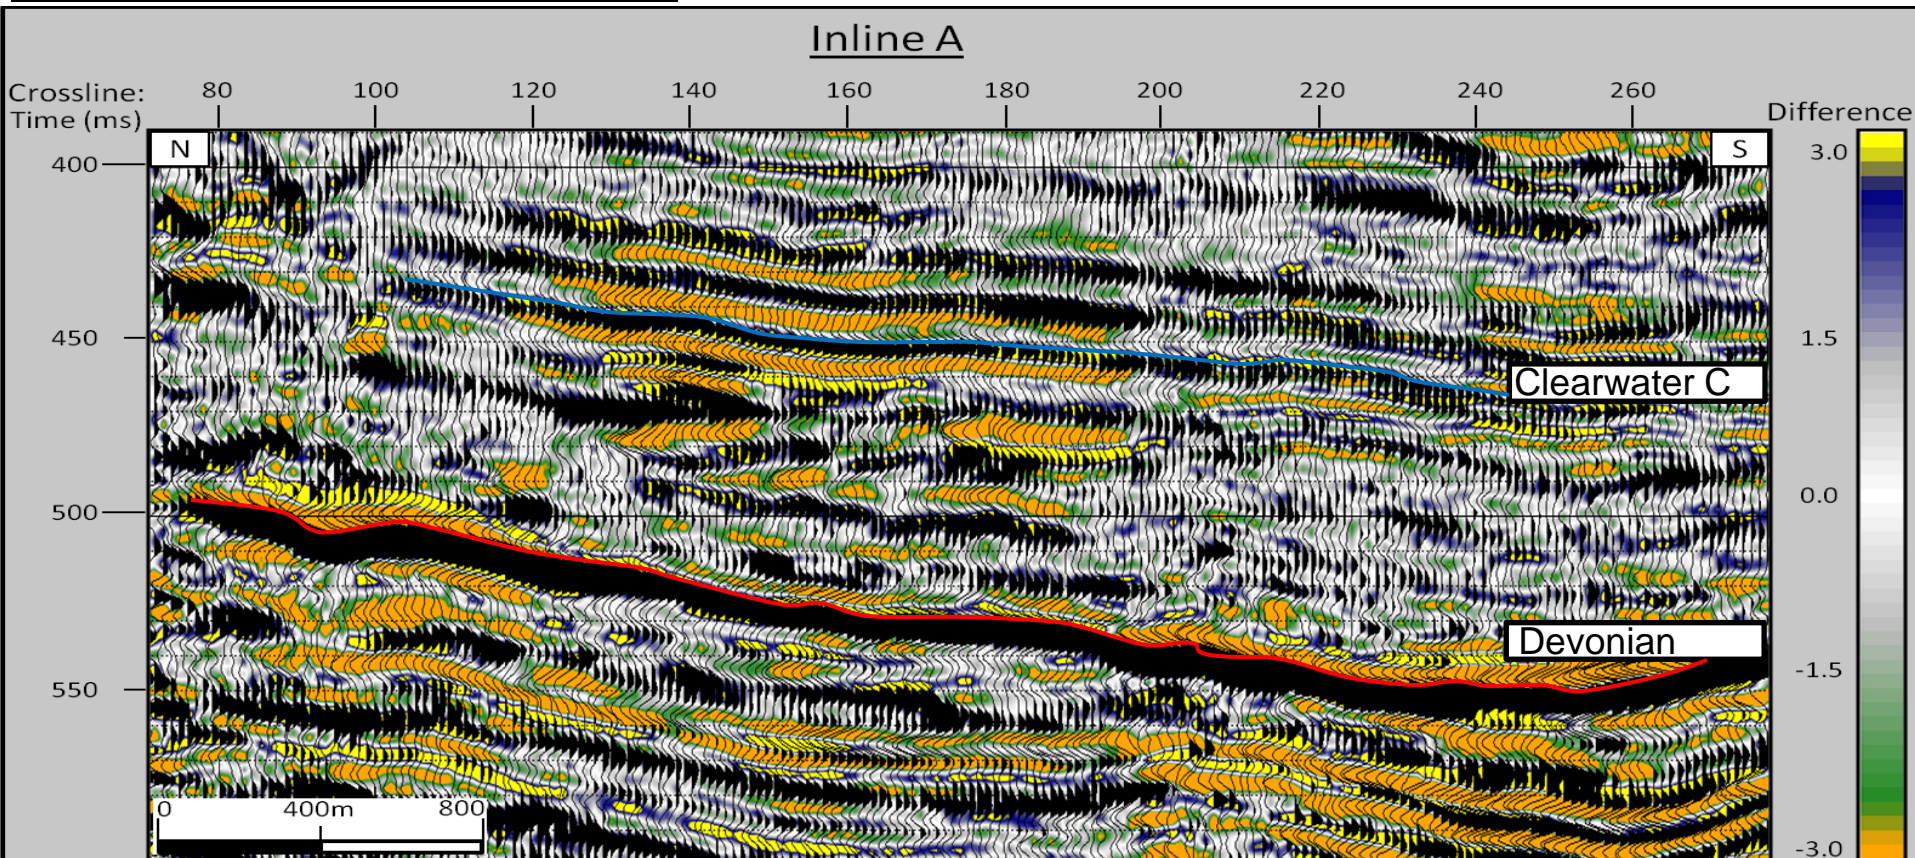 Inline A
Crossline: 80 100 120 140 160 180 200 220 240 260
Time (ms) Difference
N S
400 3.0
450 1.5
Clearwater C
500 0.0
Devonian
550 -1.5
0 400m 800
-3.0